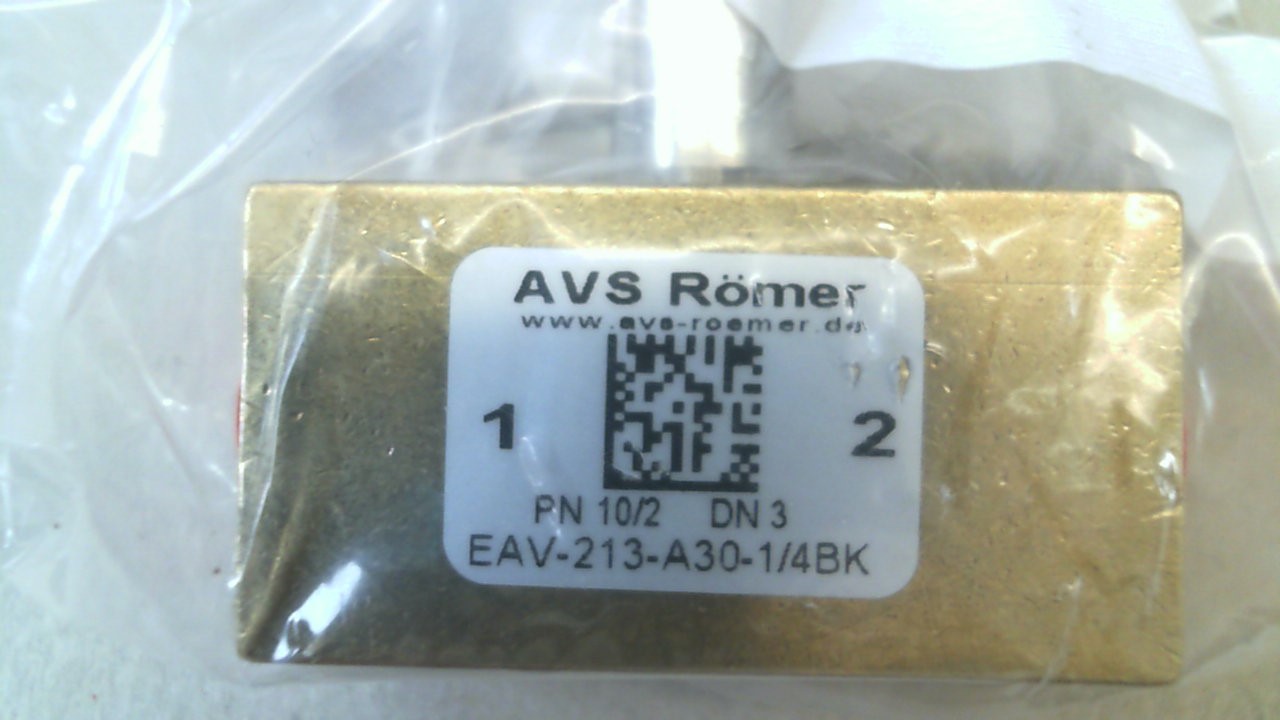 AVS Römer
www.avs-roemer.de
1 2
PN 10/2 DN 3
EAV-213-A30-1/4BK